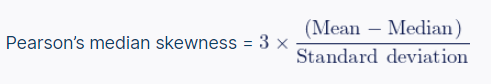 Pearson's median skewness = 3 × (Mean − Median) / Standard deviation